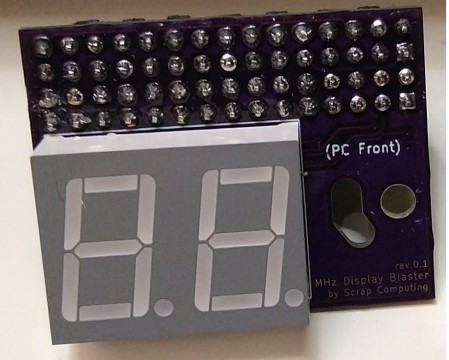 (PC Front)
rev.0.1
MHz Display Blaster
by Scrap Computing